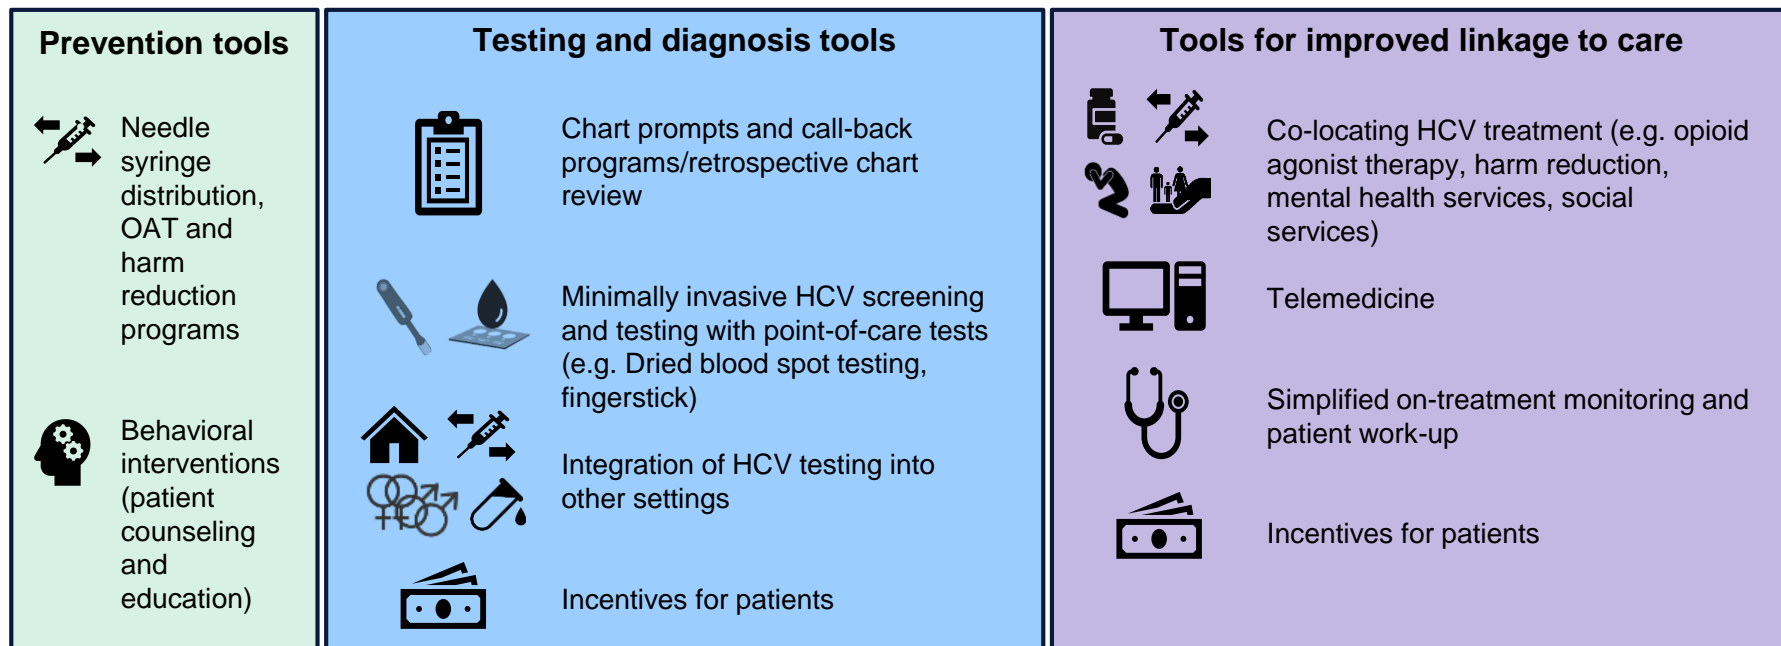 Prevention tools
Needle
syringe
distribution,
OAT and
harm
reduction
programs
Behavioral
interventions
(patient
counseling
and
education)
Testing and diagnosis tools
Chart prompts and call-back
programs/retrospective chart
review
Minimally invasive HCV screening
and testing with point-of-care tests
(e.g. Dried blood spot testing,
fingerstick)
Integration of HCV testing into
other settings
Incentives for patients
Tools for improved linkage to care
Co-locating HCV treatment (e.g. opioid
agonist therapy, harm reduction,
mental health services, social
services)
Telemedicine
Simplified on-treatment monitoring and
patient work-up
Incentives for patients